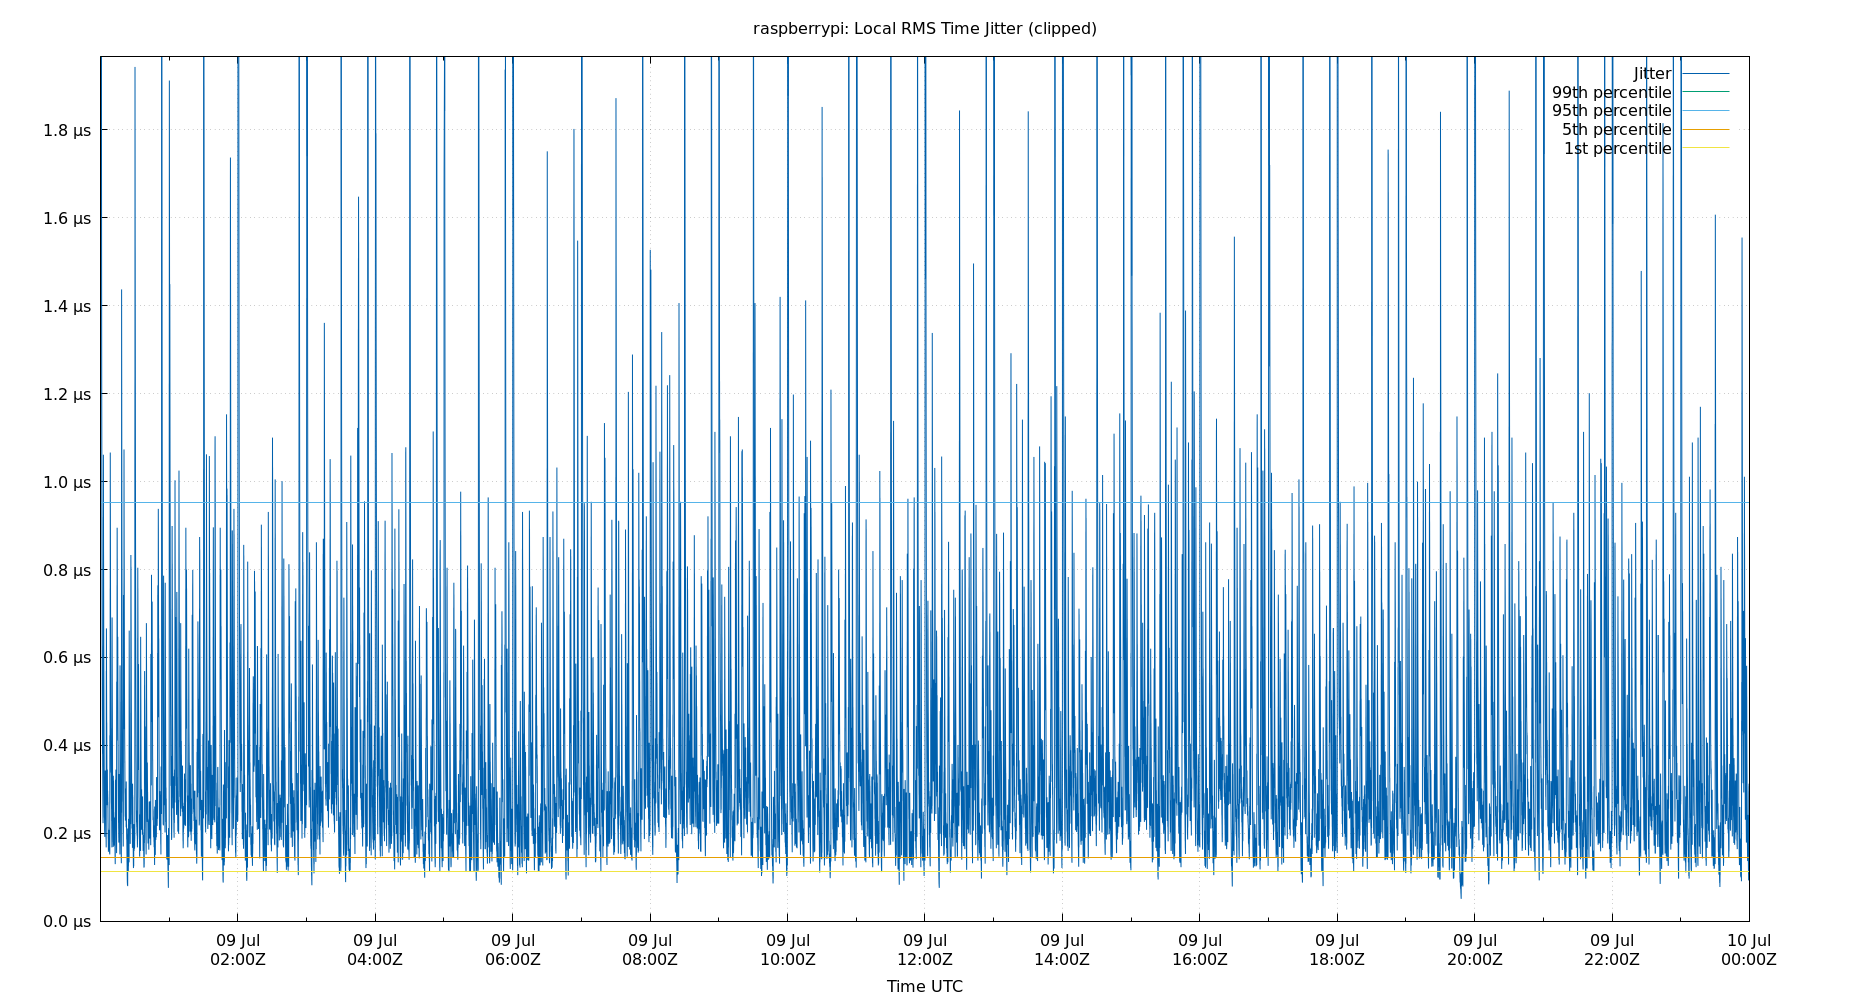 raspberrypi: Local RMS Time Jitter (clipped)
Jitter
99th percentile
95th percentile
5th percentile
1st percentile
1.8 µs
1.6 µs
1.4 µs
1.2 µs
1.0 µs
0.8 µs
0.6 µs
0.4 µs
0.2 µs
0.0 µs
09 Jul 09 Jul 09 Jul 09 Jul 09 Jul 09 Jul 09 Jul 09 Jul 09 Jul 09 Jul 09 Jul 10 Jul
02:00Z 04:00Z 06:00Z 08:00Z 10:00Z 12:00Z 14:00Z 16:00Z 18:00Z 20:00Z 22:00Z 00:00Z
Time UTC